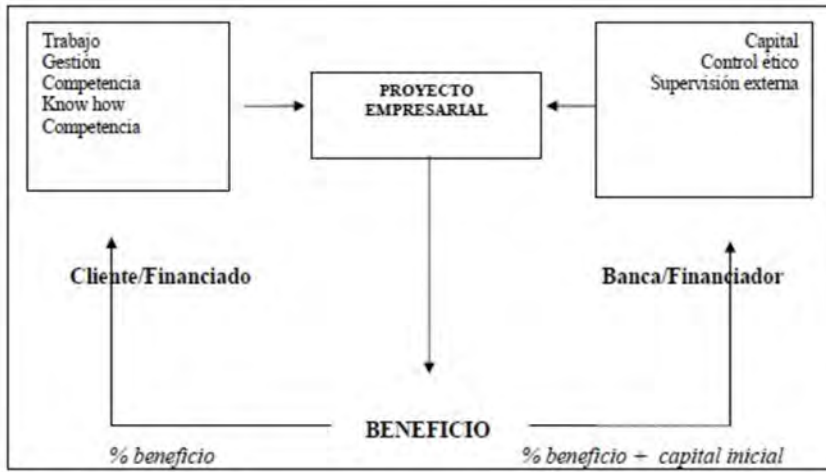 Trabajo
Gestión
Competencia
Know how
Competencia
PROYECTO
EMPRESARIAL
Capital
Control ético
Supervisión externa
Cliente/Financiado
Banca/Financiador
BENEFICIO
% beneficio
% beneficio + capital inicial